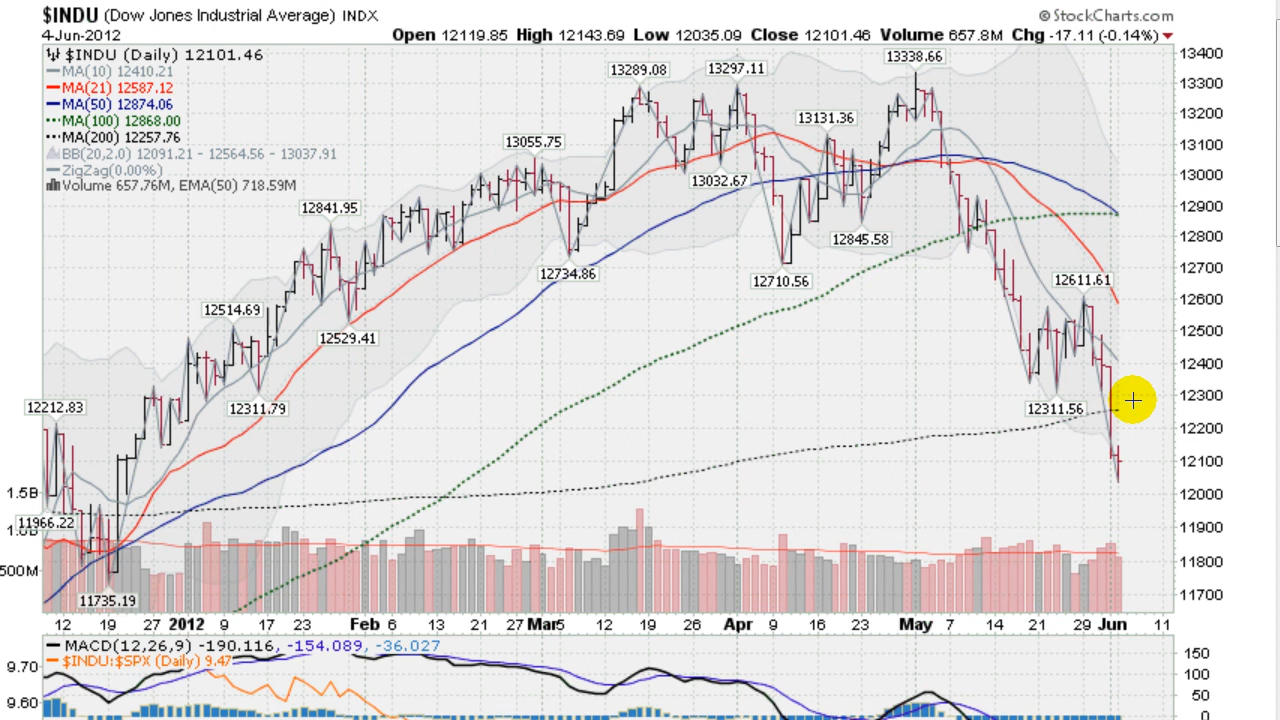 $INDU (Dow Jones Industrial Average) INDX
© StockCharts.com
4-Jun-2012
Open 12119.85 High 12143.69 Low 12035.09 Close 12101.46 Volume 657.8M Chg -17.11 (-0.14%)
$INDU (Daily) 12101.46
MA(10) 12410.21
MA(21) 12587.12
MA(50) 12874.06
MA(100) 12868.00
MA(200) 12257.76
BB(20,2.0) 12091.21 - 12564.56 - 13037.91
ZigZag(0.00%)
Volume 657.76M, EMA(50) 718.59M
13338.66
13289.08
13297.11
13131.36
13055.75
13032.67
12841.95
12845.58
12734.86
12710.56
12611.61
12514.69
12529.41
12311.79
12311.56
12212.83
11966.22
11735.19
13400
13300
13200
13100
13000
12900
12800
12700
12600
12500
12400
12300
12200
12100
12000
11900
11800
11700
1.5B
500M
12 19 27 2012 9 17 23 Feb 6 13 21 27 Mar 5 12 19 26 Apr 9 16 23 May 7 14 21 29 Jun 11
MACD(12,26,9) -190.116, -154.089, -36.027
$INDU:$SPX (Daily) 9.47
9.70
9.60
150
100
50
0